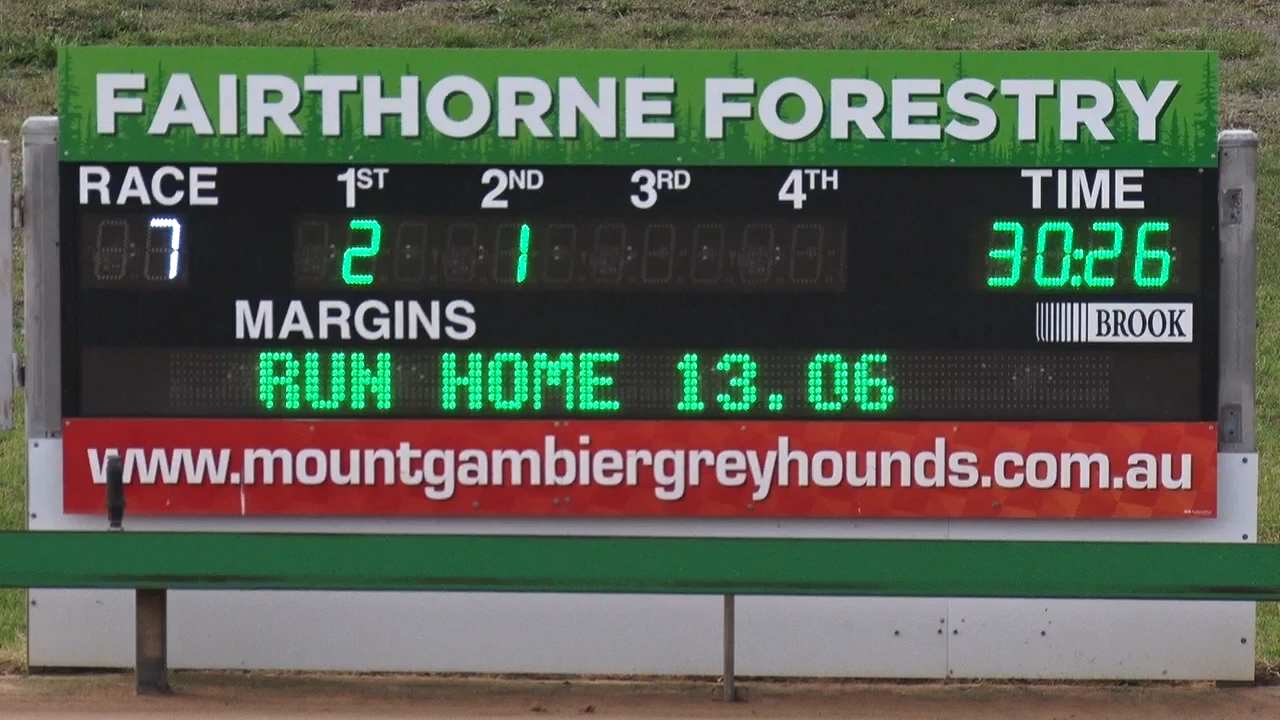 FAIRTHORNE FORESTRY
RACE 1ST 2ND 3RD 4TH TIME
7 2 1 30:26
MARGINS
BROOK
RUN HOME 13.06
www.mountgambiergreyhounds.com.au